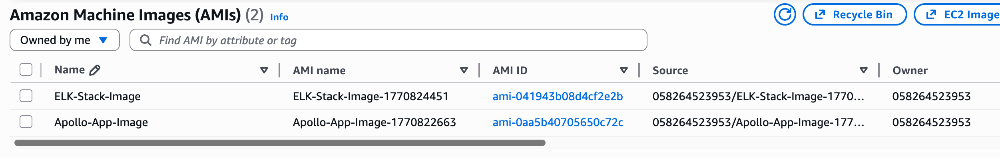 Amazon Machine Images (AMIs) (2) Info
Recycle Bin
EC2 Image
Owned by me
Find AMI by attribute or tag
Name AMI name AMI ID Source Owner
ELK-Stack-Image ELK-Stack-Image-1770824451 ami-041943b08d4cf2e2b 058264523953/ELK-Stack-Image-1770... 058264523953
Apollo-App-Image Apollo-App-Image-1770822663 ami-0aa5b40705650c72c 058264523953/Apollo-App-Image-177... 058264523953